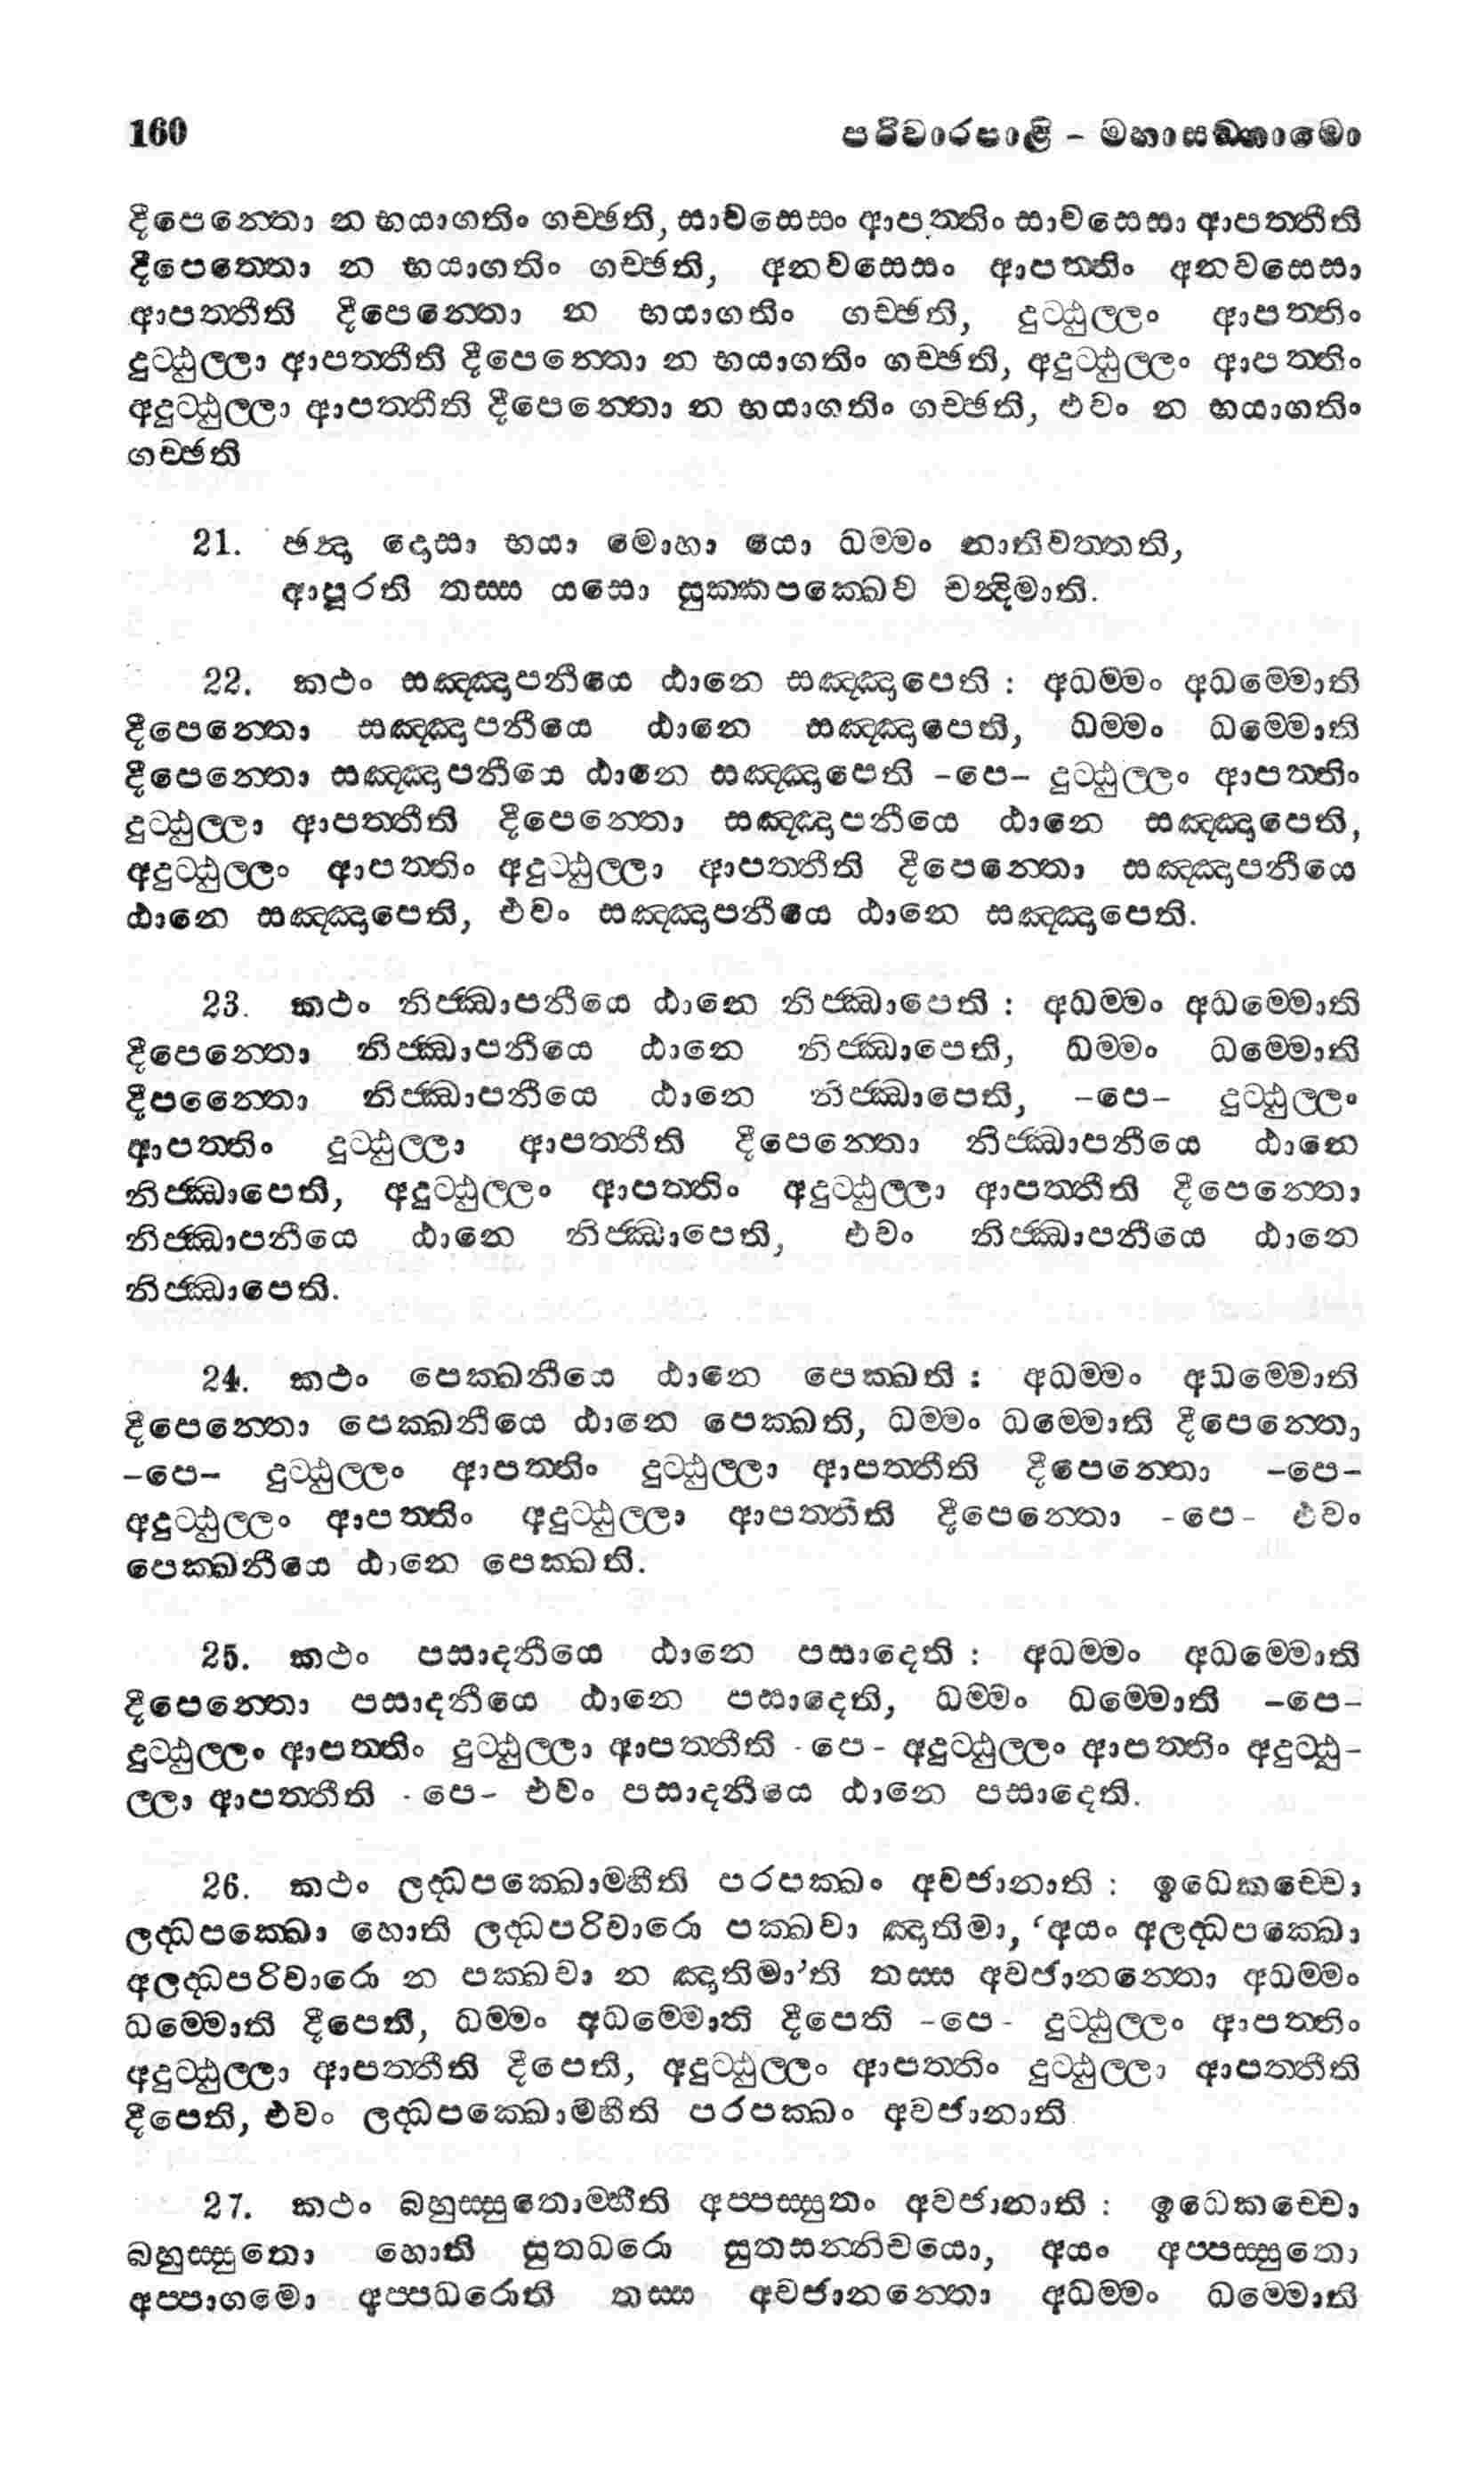 160 පරිවාරපාළි - මහාසඞ්ගාමො
දීපෙන්තො න භයාගතිං ගච්ඡති, සාවසෙසං ආපත්තිං සාවසෙසා ආපත්තීති
දීපෙන්තො න භයාගතිං ගච්ඡති, අනවසෙසං ආපත්තිං අනවසෙසා
ආපත්තීති දීපෙන්තො න භයාගතිං ගච්ඡති, දුට්ඨුල්ලං ආපත්තිං
දුට්ඨුල්ලා ආපත්තීති දීපෙන්තො න භයාගතිං ගච්ඡති, අදුට්ඨුල්ලං ආපත්තිං
අදුට්ඨුල්ලා ආපත්තීති දීපෙන්තො න භයාගතිං ගච්ඡති, එවං න භයාගතිං
ගච්ඡති
21. ඡන්දා දොසා භයා මොහා යො ධම්මං නාතිවත්තති,
ආපූරති තස්ස යසො සුක්කපක්ඛෙව චන්දිමාති.
22. කථං සඤ්ඤාපනීයෙ ඨානෙ සඤ්ඤාපෙති : අධම්මං අධම්මොති
දීපෙන්තො සඤ්ඤාපනීයෙ ඨානෙ සඤ්ඤාපෙති, ධම්මං ධම්මොති
දීපෙන්තො සඤ්ඤාපනීයෙ ඨානෙ සඤ්ඤාපෙති -පෙ- දුට්ඨුල්ලං ආපත්තිං
දුට්ඨුල්ලා ආපත්තීති දීපෙන්තො සඤ්ඤාපනීයෙ ඨානෙ සඤ්ඤාපෙති,
අදුට්ඨුල්ලං ආපත්තිං අදුට්ඨුල්ලා ආපත්තීති දීපෙන්තො සඤ්ඤාපනීයෙ
ඨානෙ සඤ්ඤාපෙති, එවං සඤ්ඤාපනීයෙ ඨානෙ සඤ්ඤාපෙති.
23. කථං නිජ්ඣාපනීයෙ ඨානෙ නිජ්ඣාපෙති : අධම්මං අධම්මොති
දීපෙන්තො නිජ්ඣාපනීයෙ ඨානෙ නිජ්ඣාපෙති, ධම්මං ධම්මොති
දීපනෙන්තො නිජ්ඣාපනීයෙ ඨානෙ නිජ්ඣාපෙති, -පෙ- දුට්ඨුල්ලං
ආපත්තිං දුට්ඨුල්ලා ආපත්තීති දීපෙන්තො නිජ්ඣාපනීයෙ ඨානෙ
නිජ්ඣාපෙති, අදුට්ඨුල්ලං ආපත්තිං අදුට්ඨුල්ලා ආපත්තීති දීපෙන්තො
නිජ්ඣාපනීයෙ ඨානෙ නිජ්ඣාපෙති, එවං නිජ්ඣාපනීයෙ ඨානෙ
නිජ්ඣාපෙති.
24. කථං පෙක්ඛනීයෙ ඨානෙ පෙක්ඛති : අධම්මං අධම්මොති
දීපෙන්තො පෙක්ඛනීයෙ ඨානෙ පෙක්ඛති, ධම්මං ධම්මොති දීපෙන්තො,
-පෙ- දුට්ඨුල්ලං ආපත්තිං දුට්ඨුල්ලා ආපත්තීති දීපෙන්තො -පෙ-
අදුට්ඨුල්ලං ආපත්තිං අදුට්ඨුල්ලා ආපත්තීති දීපෙන්තො -පෙ- එවං
පෙක්ඛනීයෙ ඨානෙ පෙක්ඛති.
25. කථං පසාදනීයෙ ඨානෙ පසාදෙති : අධම්මං අධම්මොති
දීපෙන්තො පසාදනීයෙ ඨානෙ පසාදෙති, ධම්මං ධම්මොති -පෙ-
දුට්ඨුල්ලං ආපත්තිං දුට්ඨුල්ලා ආපත්තීති -පෙ- අදුට්ඨුල්ලං ආපත්තිං අදුට්ඨු-
ල්ලා ආපත්තීති -පෙ- එවං පසාදනීයෙ ඨානෙ පසාදෙති.
26. කථං ලද්ධපක්ඛොම්හීති පරපක්ඛං අවජානාති : ඉධෙකච්චො
ලද්ධපක්ඛො හොති ලද්ධපරිවාරො පක්ඛවා ඤාතිමා, ‘අයං අලද්ධපක්ඛො
අලද්ධපරිවාරො න පක්ඛවා න ඤාතිමා’ති තස්ස අවජානන්තො අධම්මං
ධම්මොති දීපෙති, ධම්මං අධම්මොති දීපෙති -පෙ- දුට්ඨුල්ලං ආපත්තිං
අදුට්ඨුල්ලා ආපත්තීති දීපෙති, අදුට්ඨුල්ලං ආපත්තිං දුට්ඨුල්ලා ආපත්තීති
දීපෙති, එවං ලද්ධපක්ඛොම්හීති පරපක්ඛං අවජානාති
27. කථං බහුස්සුතොම්හීති අප්පස්සුතං අවජානාති : ඉධෙකච්චො
බහුස්සුතො හොති සුතධරො සුතසන්නිචයො, අයං අප්පස්සුතො
අප්පාගමො අප්පධරොති තස්ස අවජානන්තො අධම්මං ධම්මොති